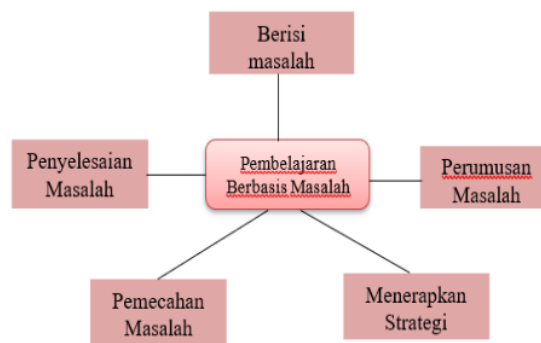 Berisi
masalah
Penyelesaian
Masalah
Pembelajaran
Berbasis Masalah
Perumusan
Masalah
Pemecahan
Masalah
Menerapkan
Strategi